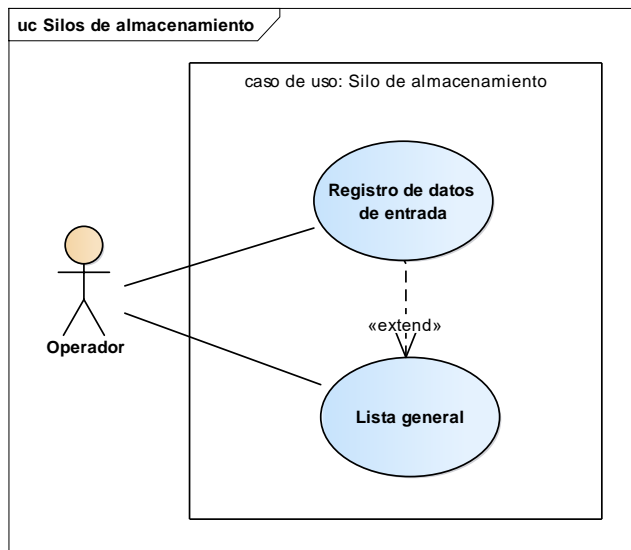 uc Silos de almacenamiento
caso de uso: Silo de almacenamiento
Registro de datos
de entrada
«extend»
Operador
Lista general